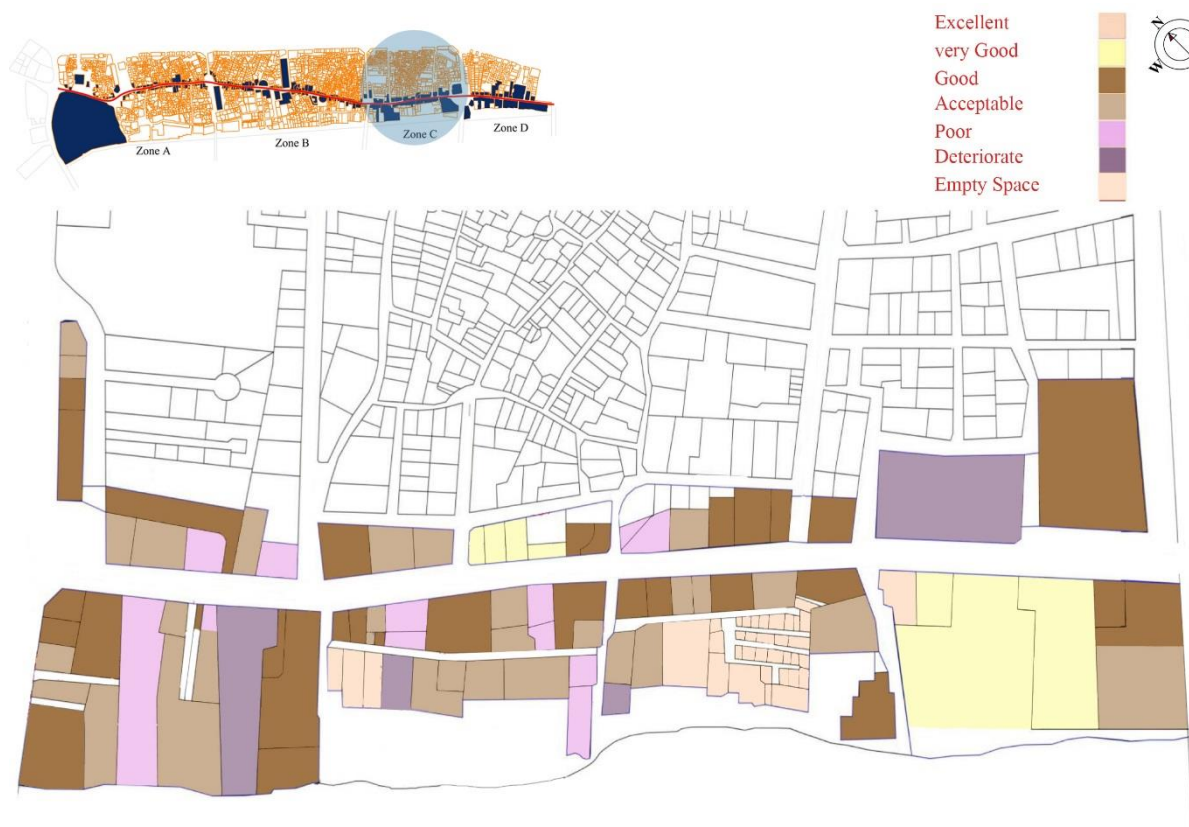 Excellent
very Good
Good
Acceptable
Poor
Deteriorate
Empty Space
N
W
Zone A
Zone B
Zone C
Zone D